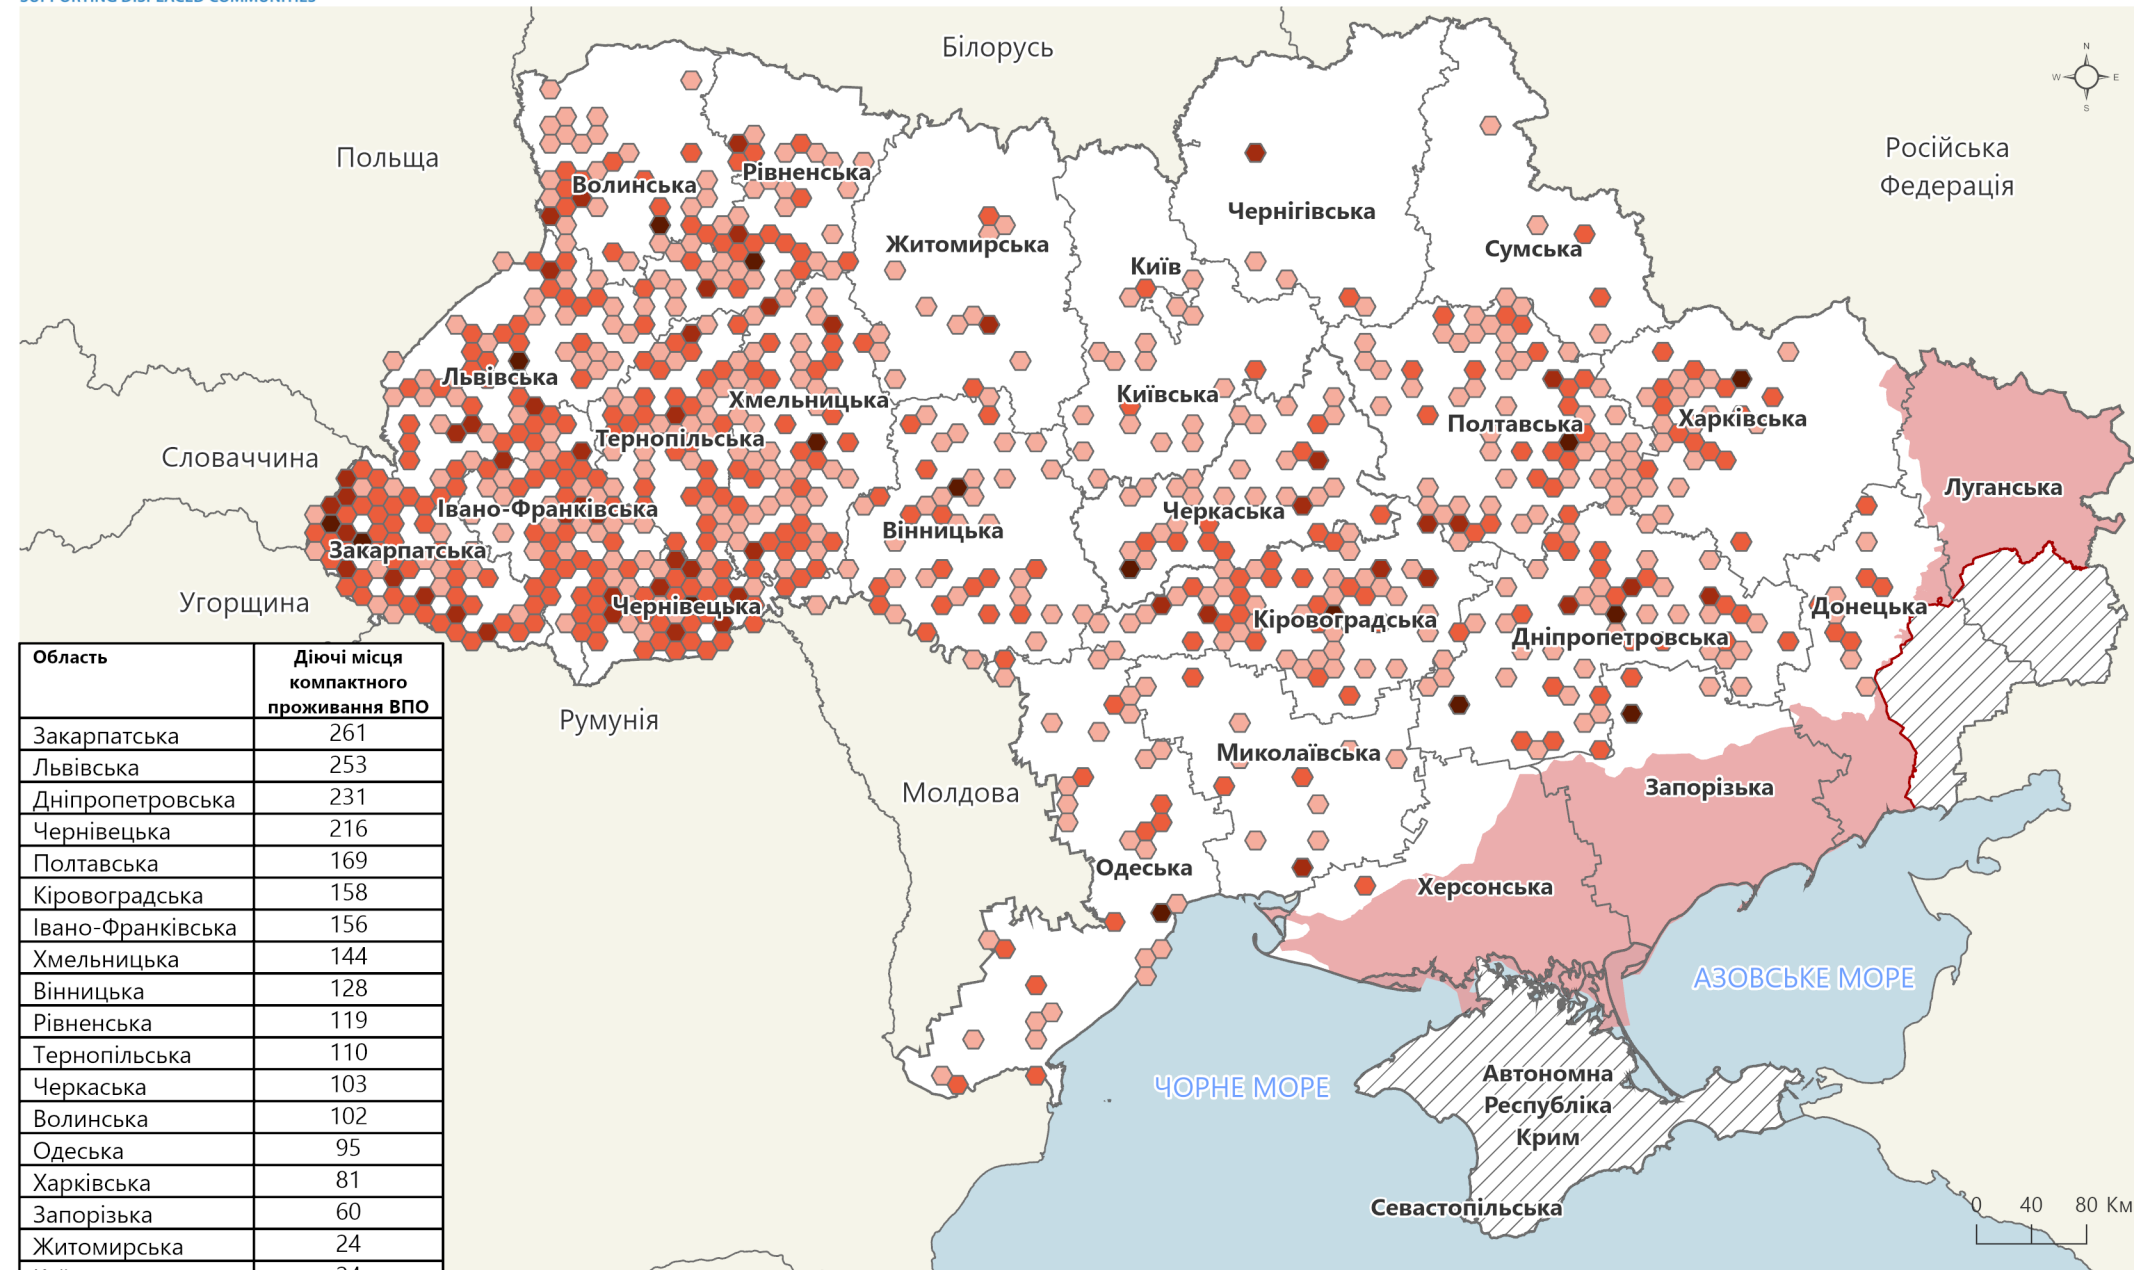 SUPPORTING DISPLACED COMMUNITIES
Білорусь
N
W
E
S
Польща
Російська
Федерація
Волинська
Рівненська
Чернігівська
Житомирська
Сумська
Київ
Львівська
Хмельницька
Київська
Полтавська
Харківська
Тернопільська
Словаччина
Луганська
Івано-Франківська
Черкаська
Вінницька
Закарпатська
Угорщина
Чернівецька
Кіровоградська
Донецька
Дніпропетровська
Румунія
Миколаївська
Молдова
Запорізька
Одеська
Херсонська
АЗОВСЬКЕ МОРЕ
ЧОРНЕ МОРЕ
Автономна
Республіка
Крим
Севастопільська
0 40 80 Км
Область
Діючі місця
компактного
проживання ВПО
Закарпатська 261
Львівська 253
Дніпропетровська 231
Чернівецька 216
Полтавська 169
Кіровоградська 158
Івано-Франківська 156
Хмельницька 144
Вінницька 128
Рівненська 119
Тернопільська 110
Черкаська 103
Волинська 102
Одеська 95
Харківська 81
Запорізька 60
Житомирська 24